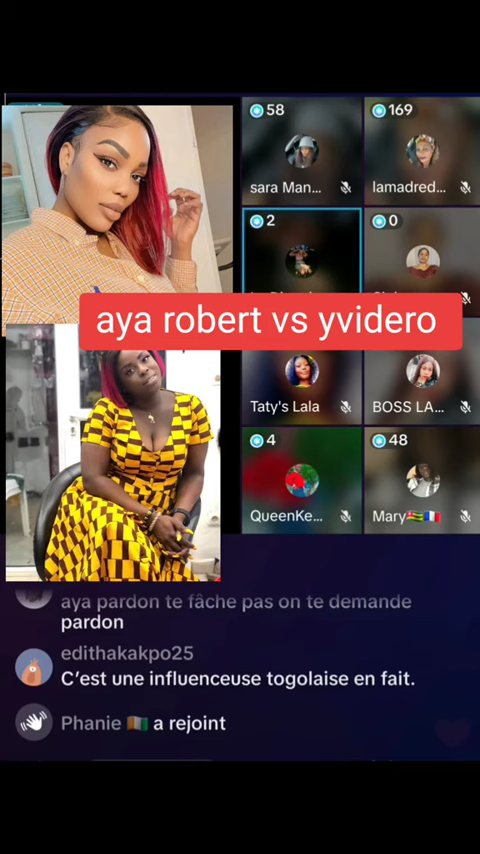 58
169
sara Man...
lamadred...
2
0
aya robert vs yvidero
Taty's Lala
BOSS LA...
4
48
QueenKe...
Mary🇹🇬🇫🇷
aya pardon te fâche pas on te demande
pardon
edithakakpo25
C’est une influenceuse togolaise en fait.
Phanie 🇨🇮 a rejoint